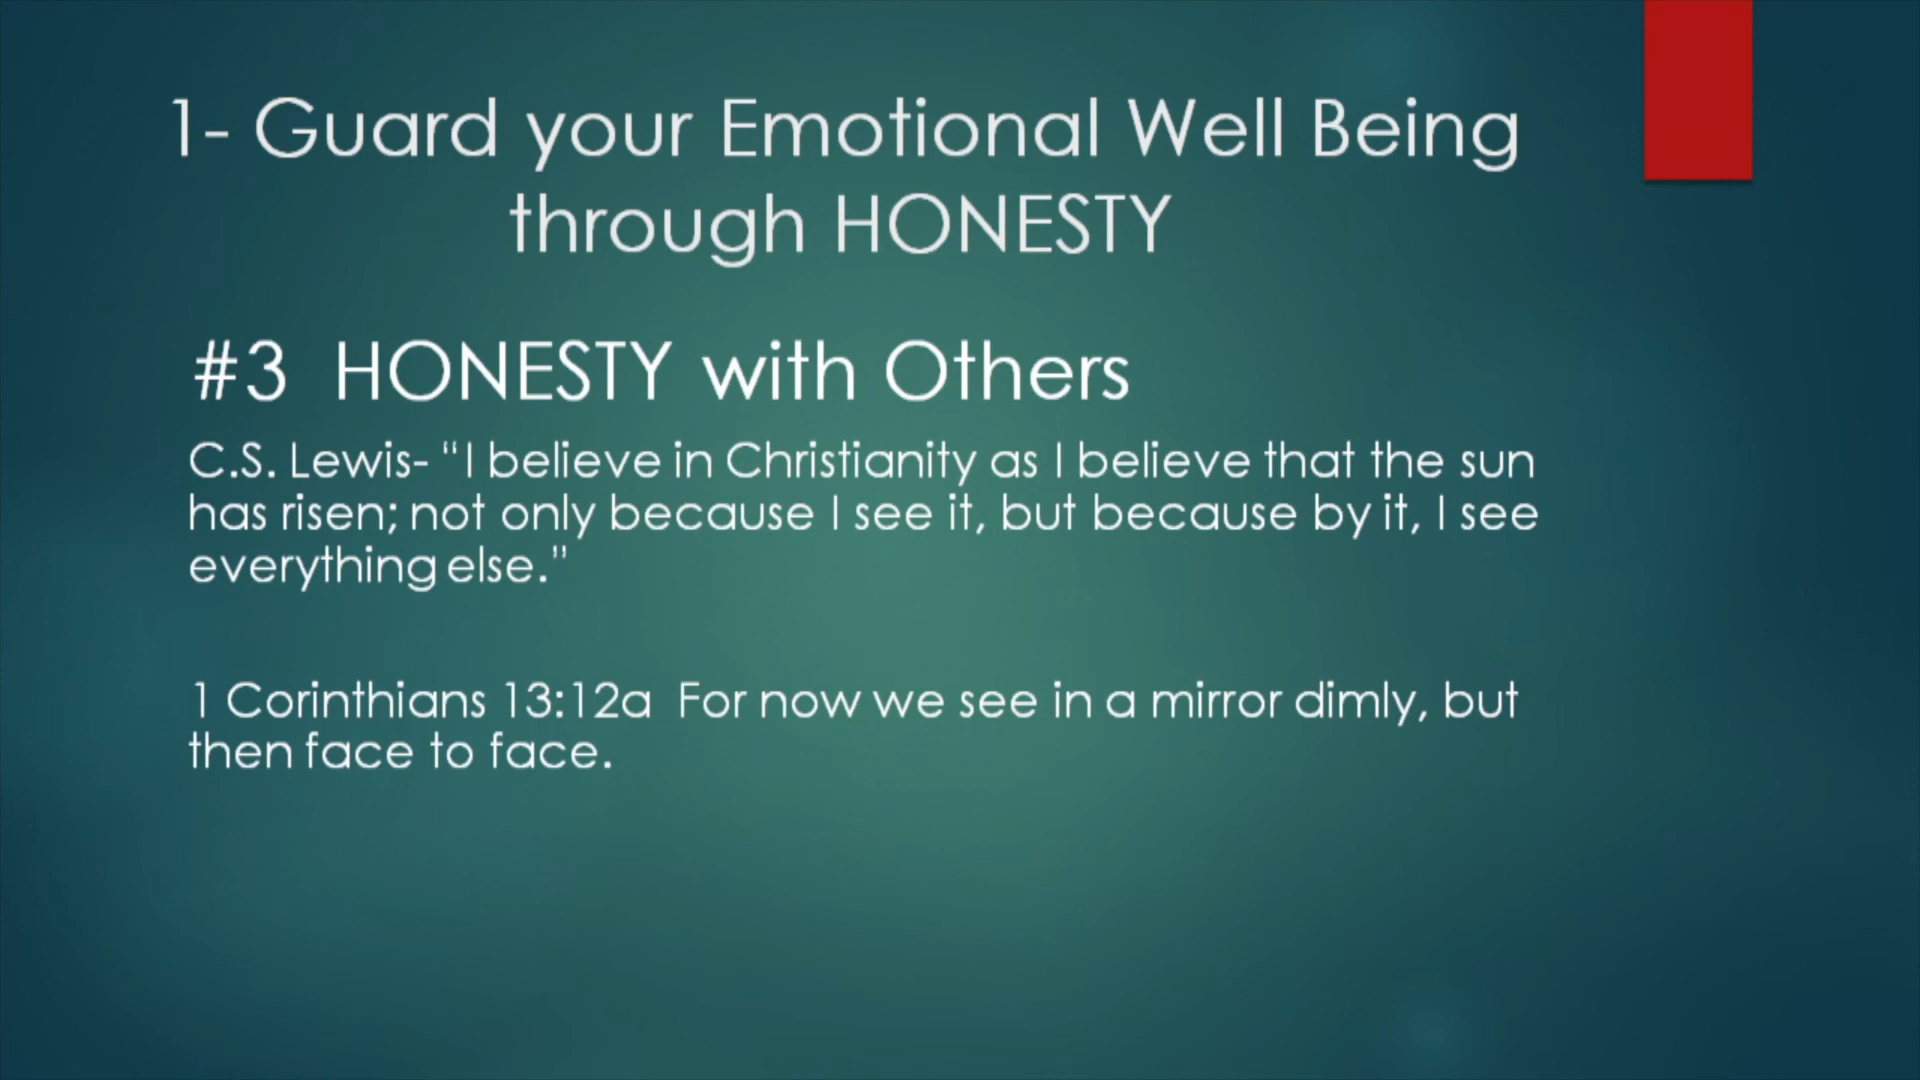 1- Guard your Emotional Well Being
through HONESTY
#3  HONESTY with Others
C.S. Lewis- “I believe in Christianity as I believe that the sun
has risen; not only because I see it, but because by it, I see
everything else.”
1 Corinthians 13:12a  For now we see in a mirror dimly, but
then face to face.